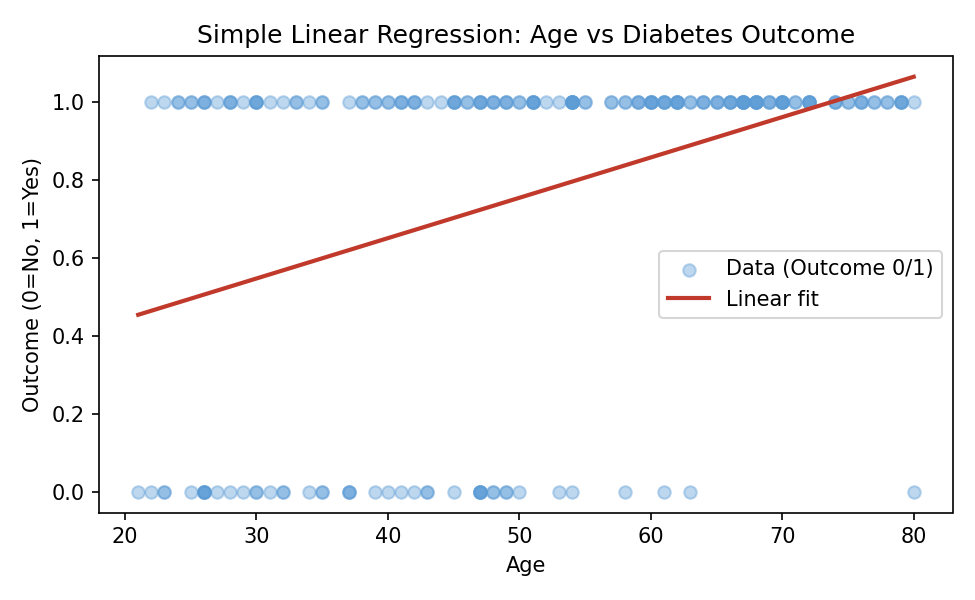 Simple Linear Regression: Age vs Diabetes Outcome
Outcome (0=No, 1=Yes)
1.0
0.8
0.6
0.4
0.2
0.0
Data (Outcome 0/1)
Linear fit
20 30 40 50 60 70 80
Age